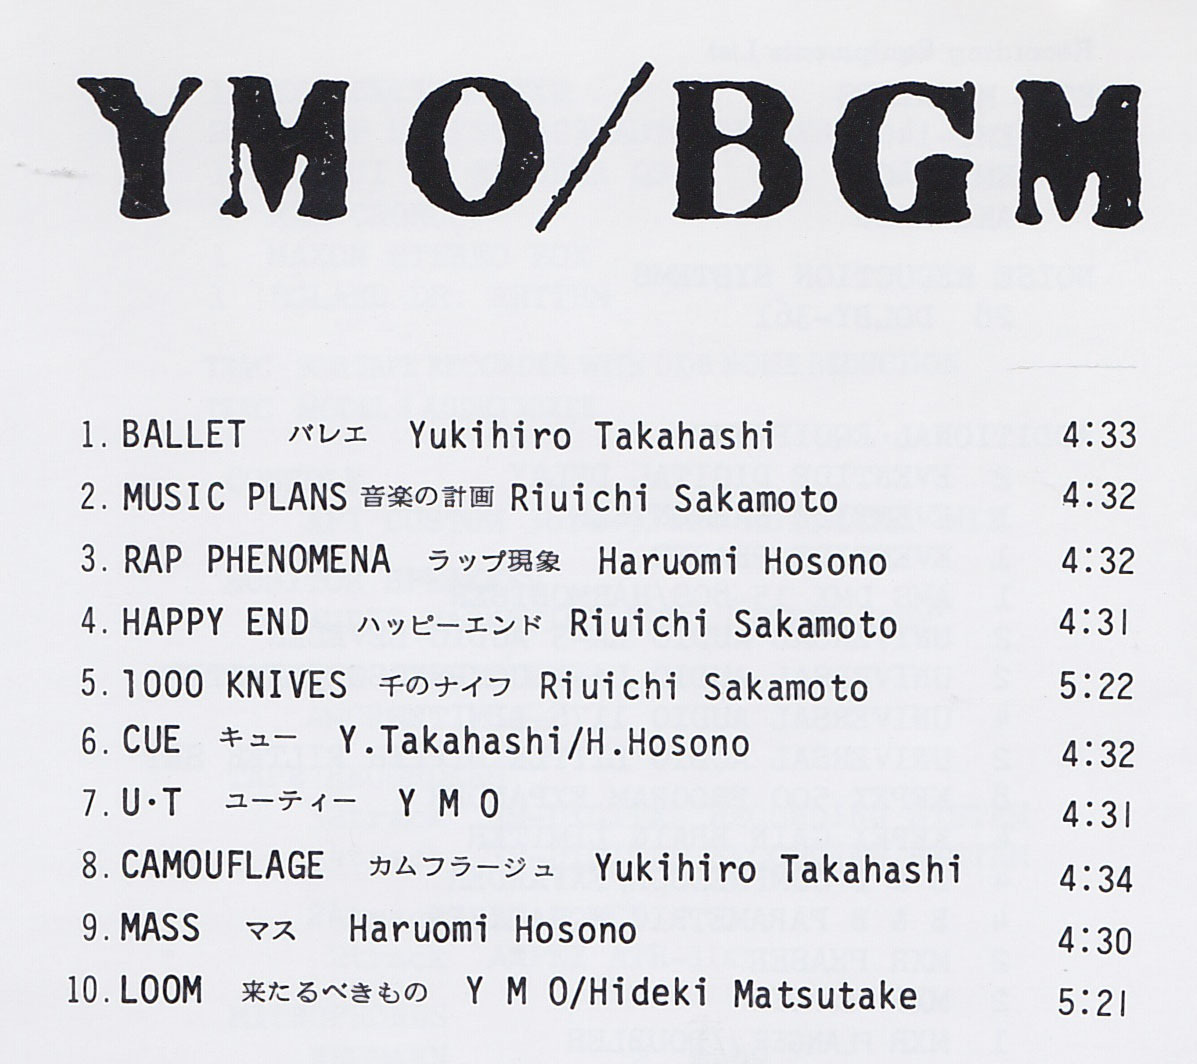 YMO/BGM
1. BALLET バレエ Yukihiro Takahashi 4:33
2. MUSIC PLANS 音楽の計画 Riuichi Sakamoto 4:32
3. RAP PHENOMENA ラップ現象 Haruomi Hosono 4:32
4. HAPPY END ハッピーエンド Riuichi Sakamoto 4:31
5. 1000 KNIVES 千のナイフ Riuichi Sakamoto 5:22
6. CUE キュー Y.Takahashi/H.Hosono 4:32
7. U・T ユーティー Y M O 4:31
8. CAMOUFLAGE カムフラージュ Yukihiro Takahashi 4:34
9. MASS マス Haruomi Hosono 4:30
10. LOOM 来たるべきもの Y M O/Hideki Matsutake 5:21